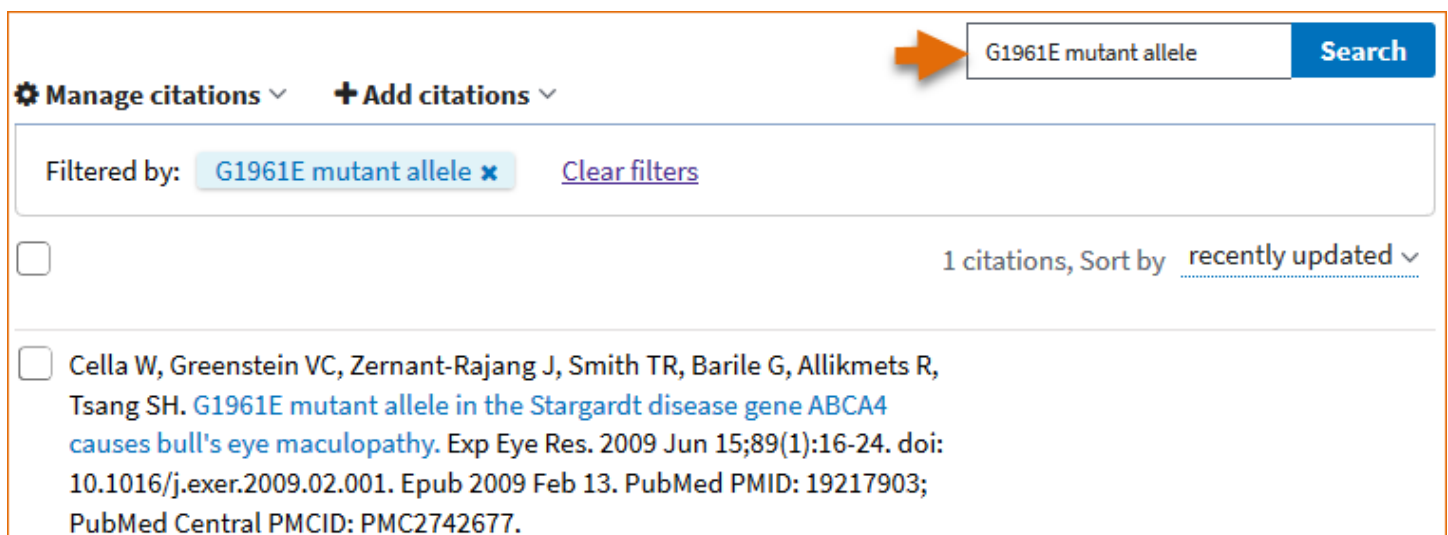 G1961E mutant allele Search
Manage citations Add citations
Filtered by: G1961E mutant allele Clear filters
1 citations, Sort by recently updated
Cella W, Greenstein VC, Zernant-Rajang J, Smith TR, Barile G, Allikmets R,
Tsang SH. G1961E mutant allele in the Stargardt disease gene ABCA4
causes bull's eye maculopathy. Exp Eye Res. 2009 Jun 15;89(1):16-24. doi:
10.1016/j.exer.2009.02.001. Epub 2009 Feb 13. PubMed PMID: 19217903;
PubMed Central PMCID: PMC2742677.